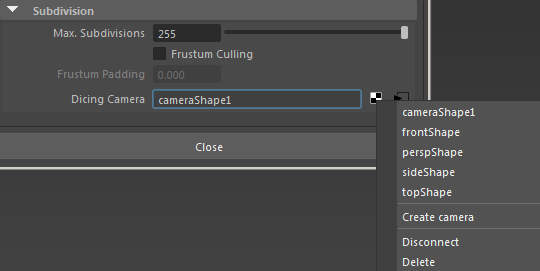 Subdivision
Max. Subdivisions 255
Frustum Culling
Frustum Padding 0.000
Dicing Camera cameraShape1
Close
cameraShape1
frontShape
perspShape
sideShape
topShape
Create camera
Disconnect
Delete